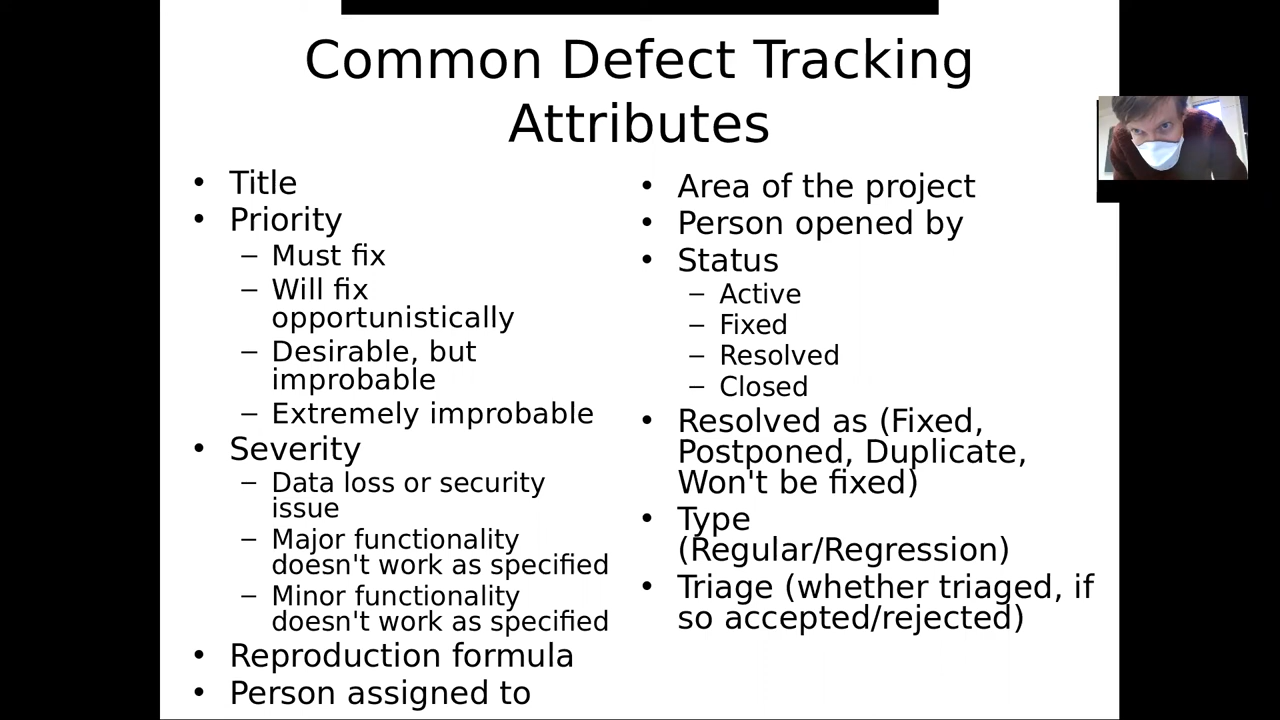 Common Defect Tracking
Attributes
• Title
• Priority
– Must fix
– Will fix
opportunistically
– Desirable, but
improbable
– Extremely improbable
• Severity
– Data loss or security
issue
– Major functionality
doesn't work as specified
– Minor functionality
doesn't work as specified
• Reproduction formula
• Person assigned to
• Area of the project
• Person opened by
• Status
– Active
– Fixed
– Resolved
– Closed
• Resolved as (Fixed,
Postponed, Duplicate,
Won't be fixed)
• Type
(Regular/Regression)
• Triage (whether triaged, if
so accepted/rejected)